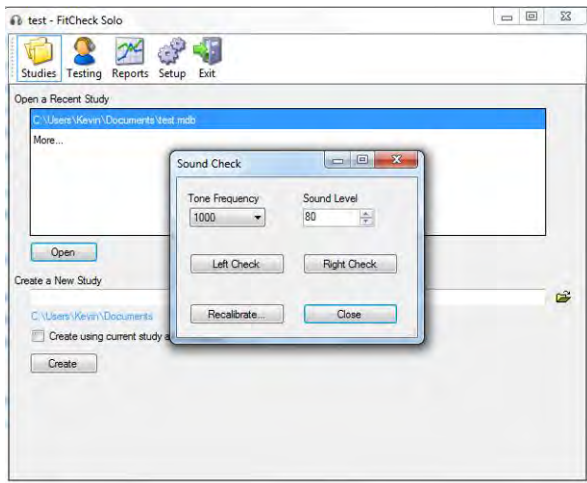 test - FitCheck Solo
Studies Testing Reports Setup Exit
Open a Recent Study
C:\Users\Kevin\Documents\test.mdb
More...
Sound Check
Tone Frequency Sound Level
1000 80
Left Check Right Check
Recalibrate... Close
Open
Create a New Study
C:\Users\Kevin\Documents
Create using current study a
Create